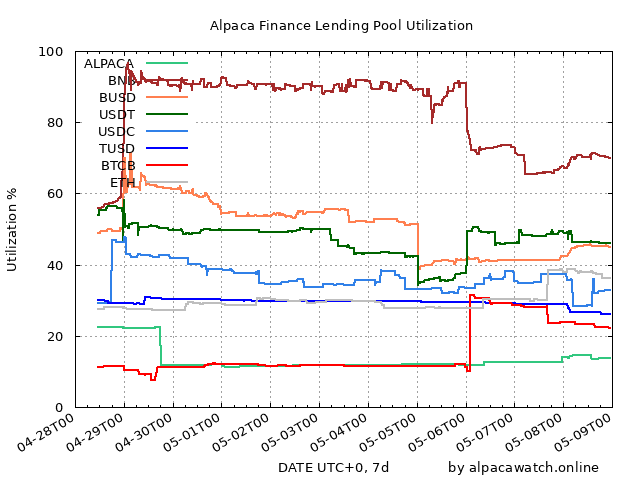 Alpaca Finance Lending Pool Utilization
Utilization %
100
80
60
40
20
0
ALPACA
BNB
BUSD
USDT
USDC
TUSD
BTCB
ETH
04-28T00
04-29T00
04-30T00
05-01T00
05-02T00
05-03T00
05-04T00
05-05T00
05-06T00
05-07T00
05-08T00
05-09T00
DATE UTC+0, 7d
by alpacawatch.online